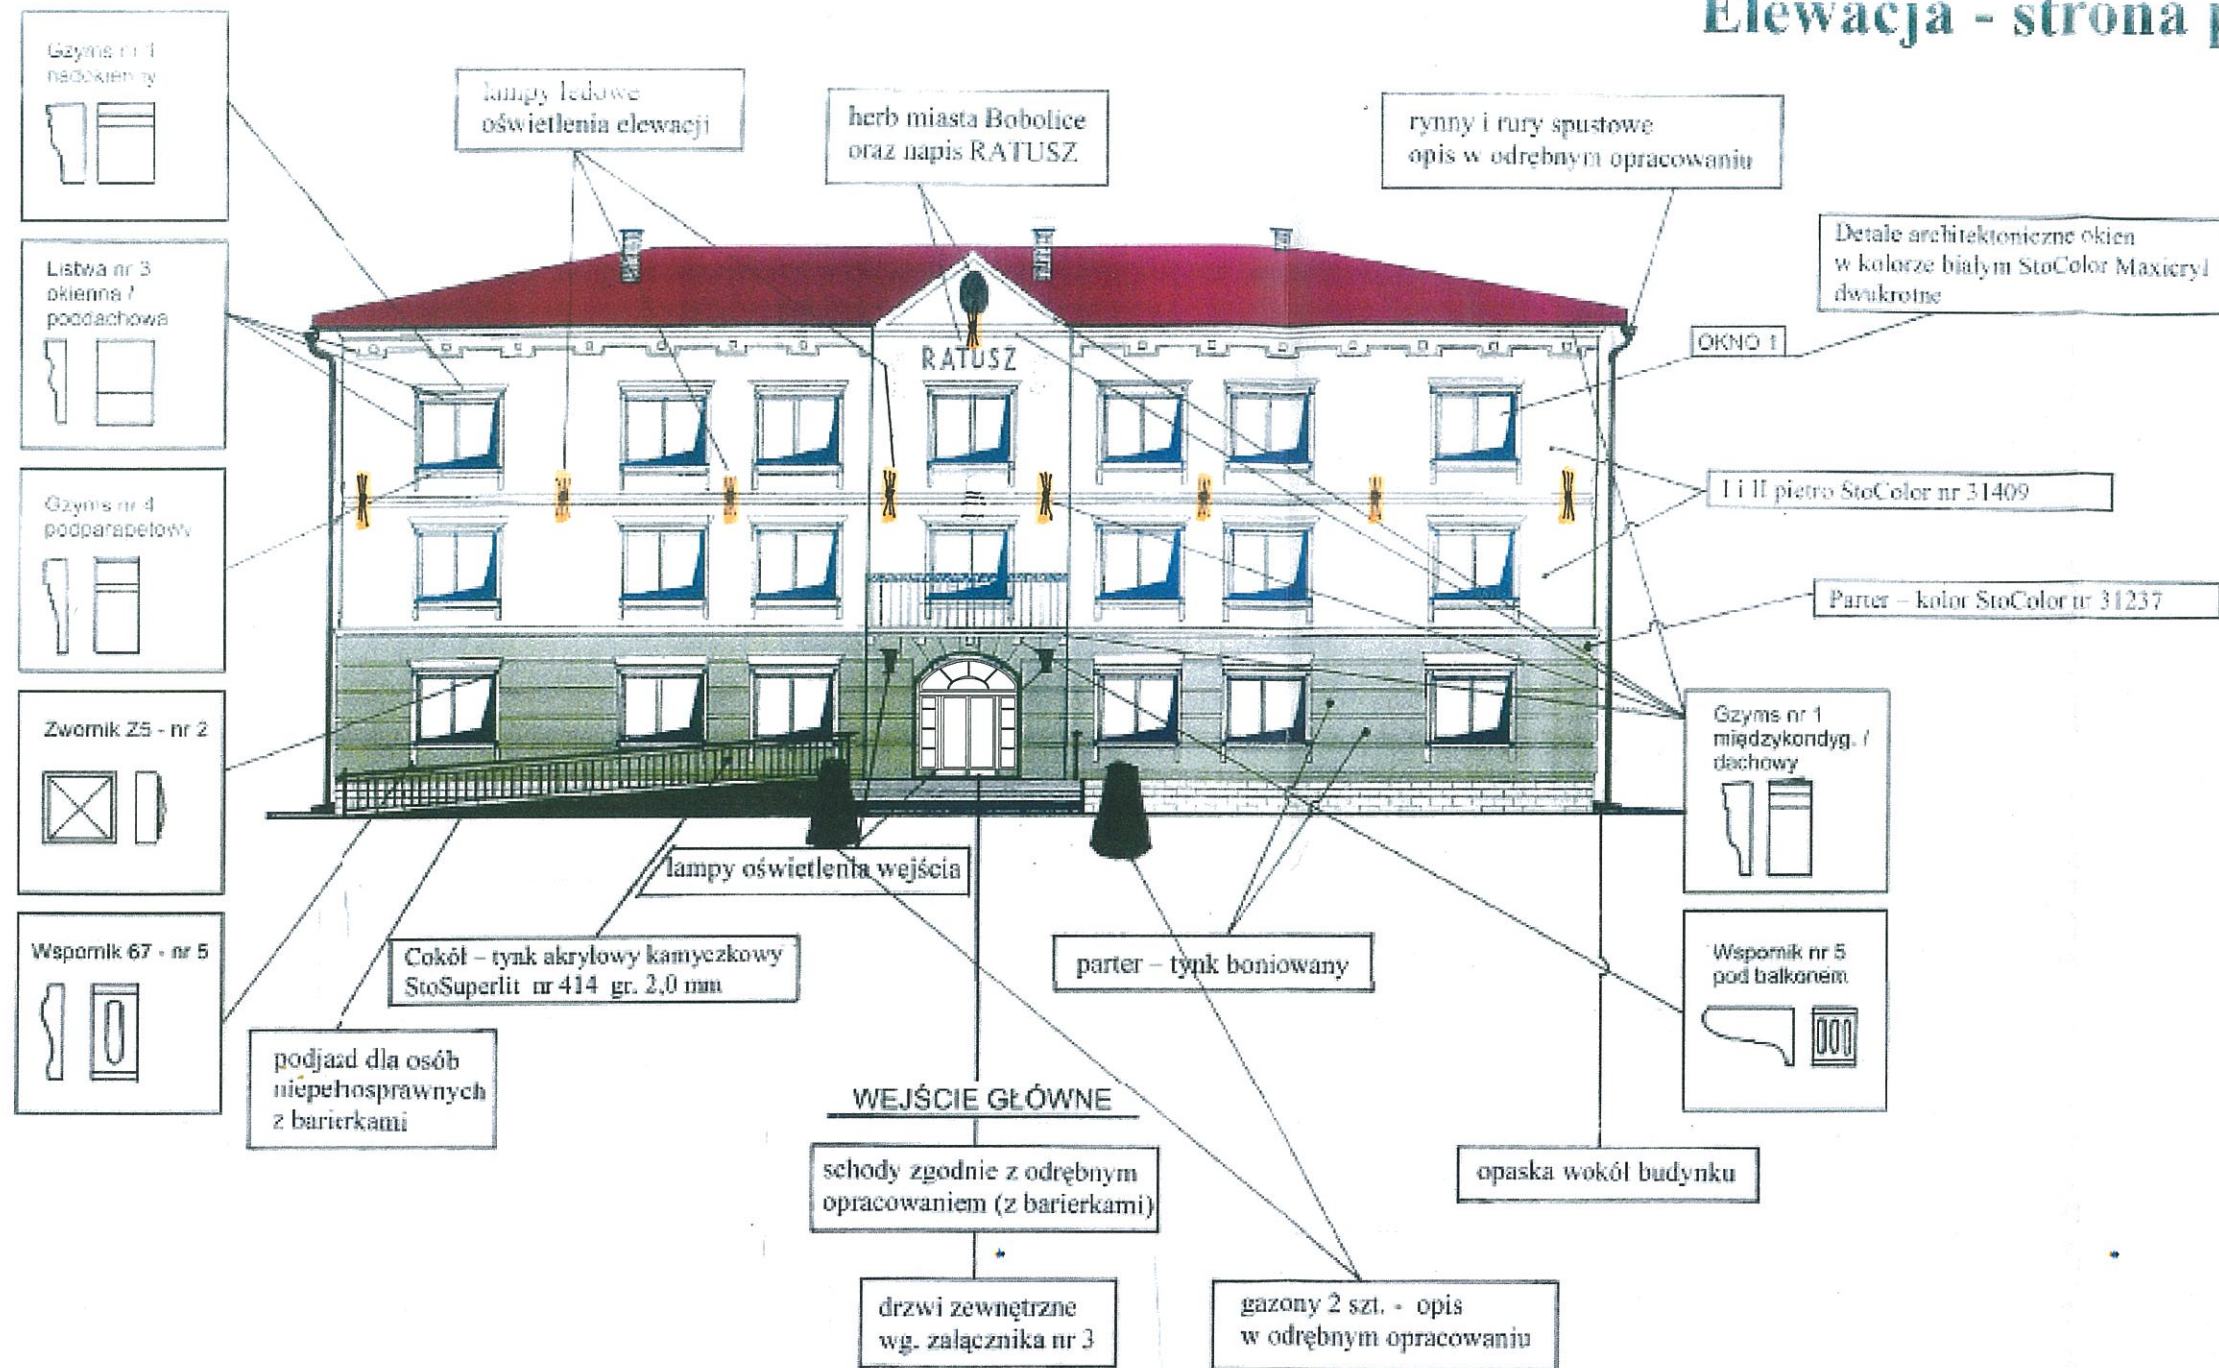 Elewacja - strona
Gzyms nr 1
nadokienny
lampy ledowe
oświetlenia elewacji
herb miasta Bobolice
oraz napis RATUSZ
rynny i rury spustowe
opis w odrębnym opracowaniu
Detale architektoniczne okien
w kolorze białym StoColor Maxicryl
dwukrotne
Listwa nr 3
okienna /
poddachowa
OKNO 1
RATUSZ
Gzyms nr 4
podparapetowy
I i II pietro StoColor nr 31409
Parter – kolor StoColor nr 31237
Zwornik Z5 - nr 2
Gzyms nr 1
międzykondyg. /
dachowy
lampy oświetlenia wejścia
Wspornik 67 - nr 5
Cokół – tynk akrylowy kamyczkowy
StoSuperlit nr 414 gr. 2,0 mm
parter – tynk boniowany
Wspornik nr 5
pod balkonem
podjazd dla osób
niepełnosprawnych
z barierkami
WEJŚCIE GŁÓWNE
schody zgodnie z odrębnym
opracowaniem (z barierkami)
opaska wokół budynku
drzwi zewnętrzne
wg. załącznika nr 3
gazony 2 szt. - opis
w odrębnym opracowaniu